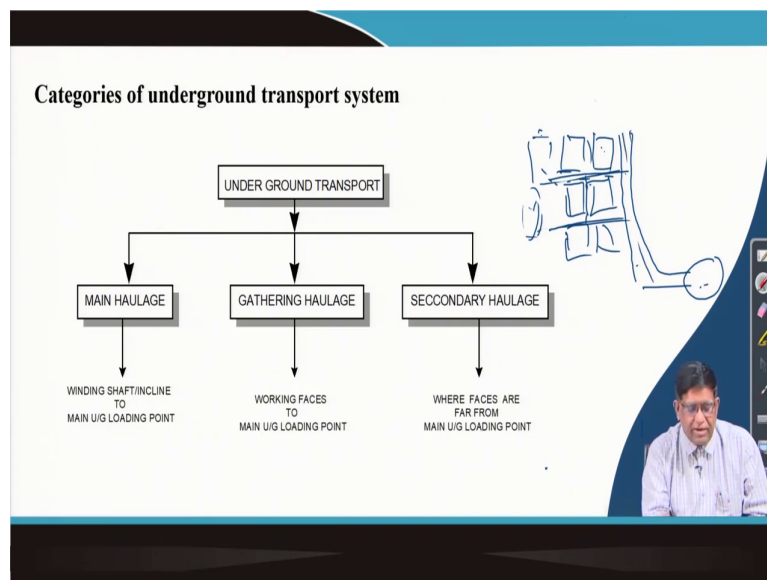 Categories of underground transport system
UNDER GROUND TRANSPORT
MAIN HAULAGE
GATHERING HAULAGE
SECCONDARY HAULAGE
WINDING SHAFT/INCLINE
TO
MAIN U/G LOADING POINT
WORKING FACES
TO
MAIN U/G LOADING POINT
WHERE FACES ARE
FAR FROM
MAIN U/G LOADING POINT